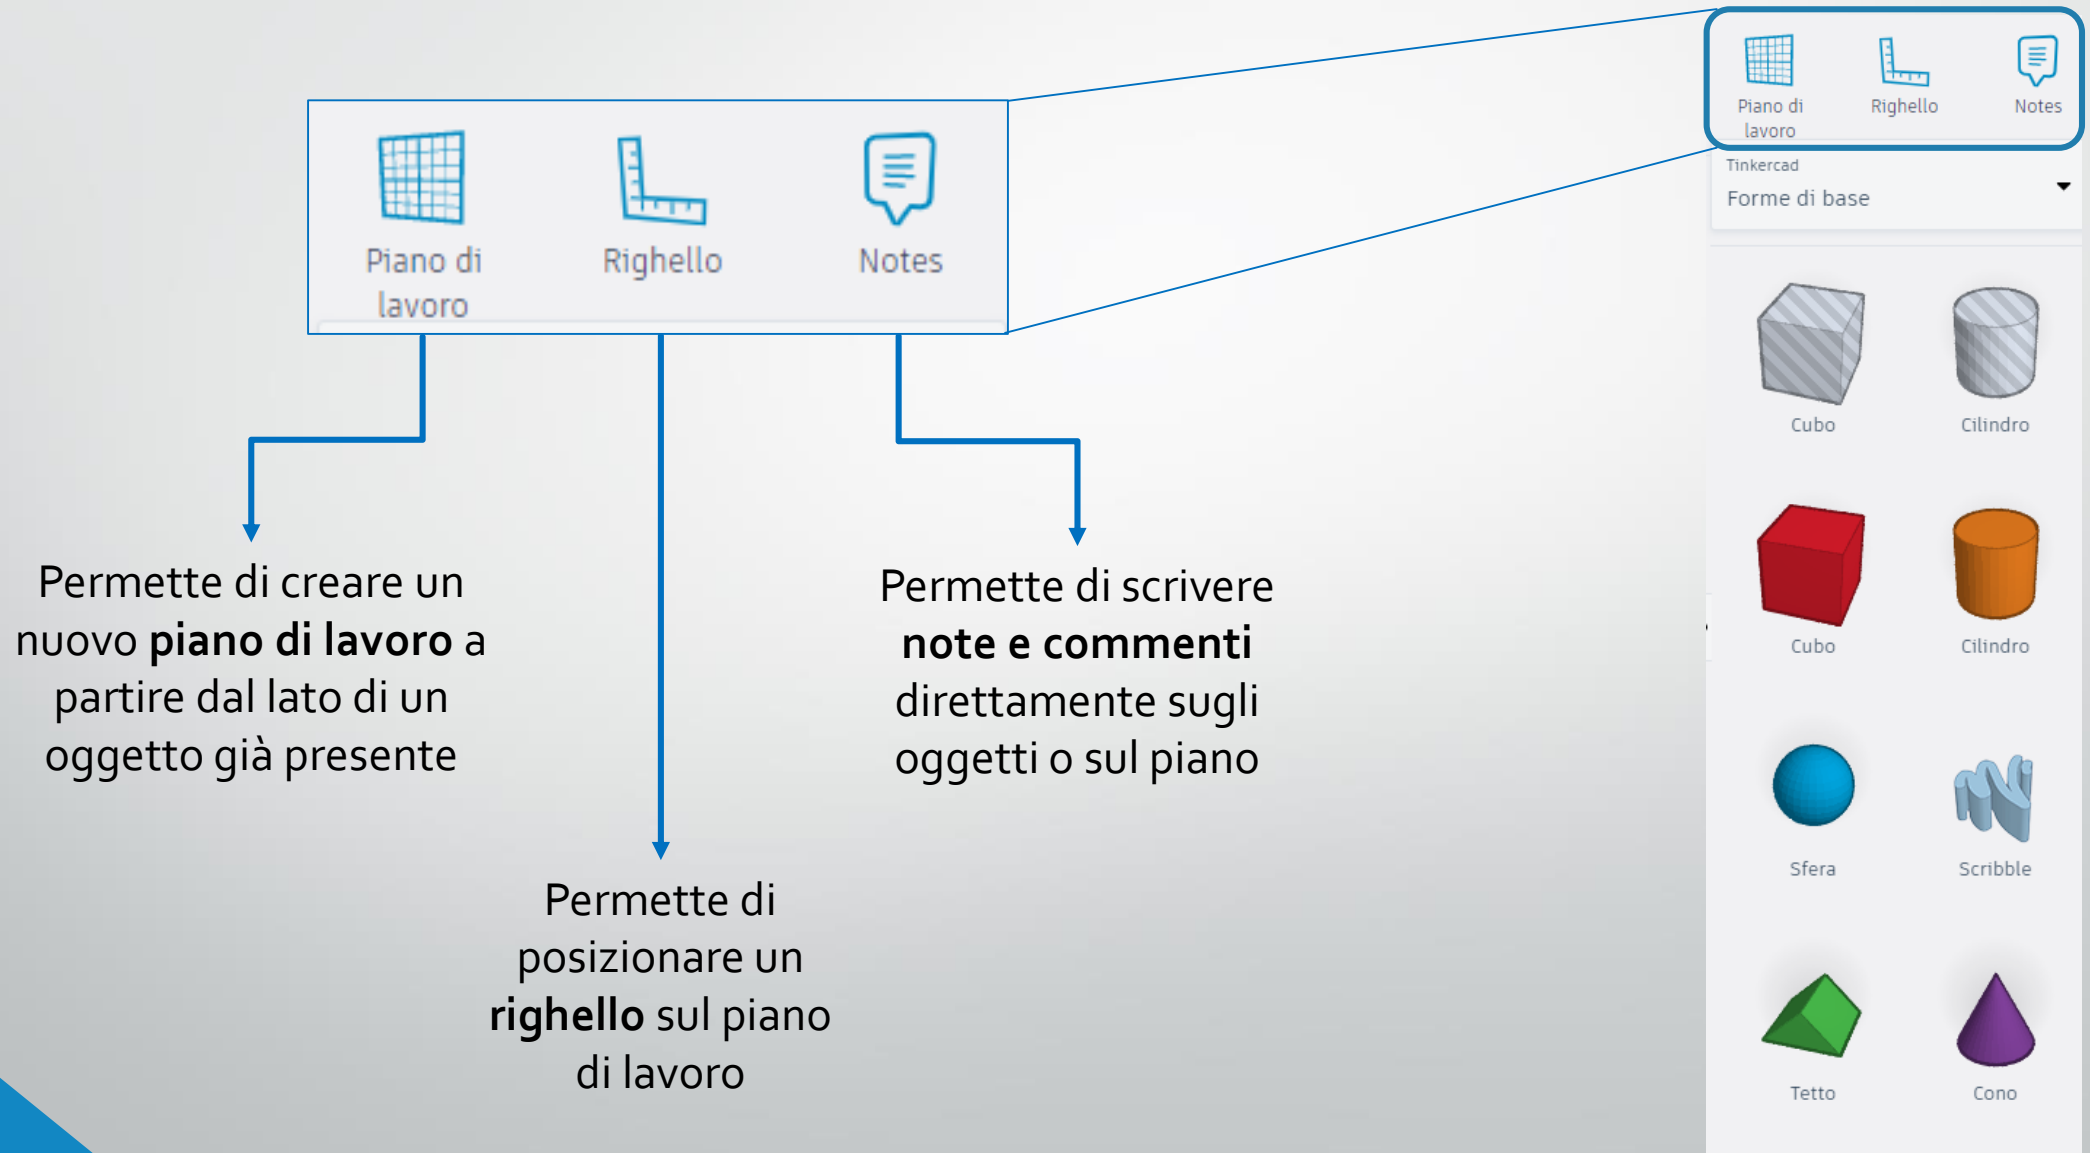 Piano di
lavoro
Righello
Notes
Permette di creare un
nuovo piano di lavoro a
partire dal lato di un
oggetto già presente
Permette di
posizionare un
righello sul piano
di lavoro
Permette di scrivere
note e commenti
direttamente sugli
oggetti o sul piano
Piano di
lavoro
Righello
Notes
Tinkercad
Forme di base
Cubo
Cilindro
Cubo
Cilindro
Sfera
Scribble
Tetto
Cono